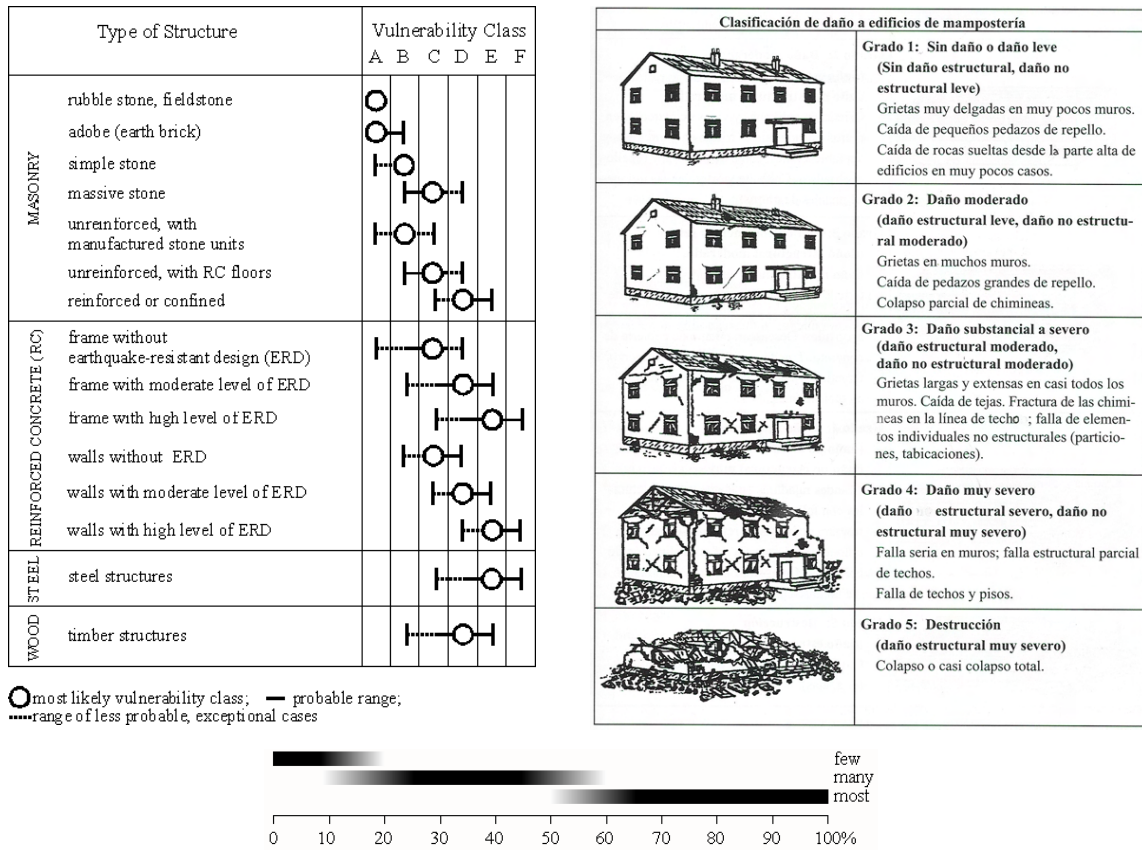 Type of Structure
Vulnerability Class
A B C D E F
MASONRY
rubble stone, fieldstone
adobe (earth brick)
simple stone
massive stone
unreinforced, with
manufactured stone units
unreinforced, with RC floors
reinforced or confined
REINFORCED CONCRETE (RC)
frame without
earthquake-resistant design (ERD)
frame with moderate level of ERD
frame with high level of ERD
walls without ERD
walls with moderate level of ERD
walls with high level of ERD
STEEL
steel structures
WOOD
timber structures
most likely vulnerability class; probable range;
range of less probable, exceptional cases
Clasificación de daño a edificios de mampostería
Grado 1: Sin daño o daño leve
(Sin daño estructural, daño no
estructural leve)
Grietas muy delgadas en muy pocos muros.
Caída de pequeños pedazos de repello.
Caída de rocas sueltas desde la parte alta de
edificios en muy pocos casos.
Grado 2: Daño moderado
(daño estructural leve, daño no estructu-
ral moderado)
Grietas en muchos muros.
Caída de pedazos grandes de repello.
Colapso parcial de chimineas.
Grado 3: Daño substancial a severo
(daño estructural moderado,
daño no estructural moderado)
Grietas largas y extensas en casi todos los
muros. Caída de tejas. Fractura de las chimi-
neas en la línea de techo ; falla de elemen-
tos individuales no estructurales (particio-
nes, tabicaciones).
Grado 4: Daño muy severo
(daño estructural severo, daño no
estructural muy severo)
Falla seria en muros; falla estructural parcial
de techos.
Falla de techos y pisos.
Grado 5: Destrucción
(daño estructural muy severo)
Colapso o casi colapso total.
few
many
most
0 10 20 30 40 50 60 70 80 90 100%